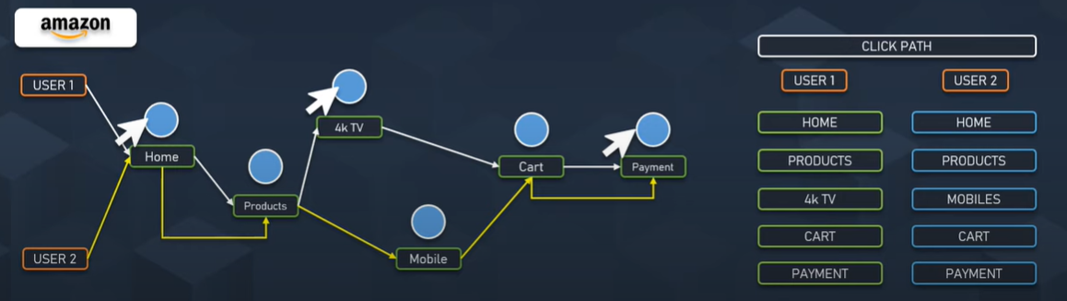 amazon
USER 1
Home
Products
4k TV
Cart
Payment
Mobile
USER 2
CLICK PATH
USER 1
USER 2
HOME
HOME
PRODUCTS
PRODUCTS
4k TV
MOBILES
CART
CART
PAYMENT
PAYMENT